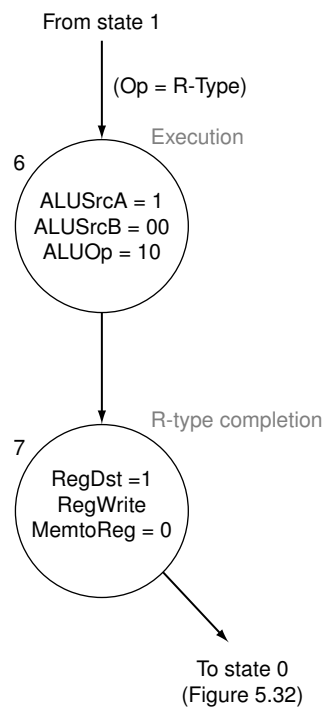 From state 1
(Op = R-Type)
Execution
6
ALUSrcA = 1
ALUSrcB = 00
ALUOp = 10
R-type completion
7
RegDst =1
RegWrite
MemtoReg = 0
To state 0
(Figure 5.32)